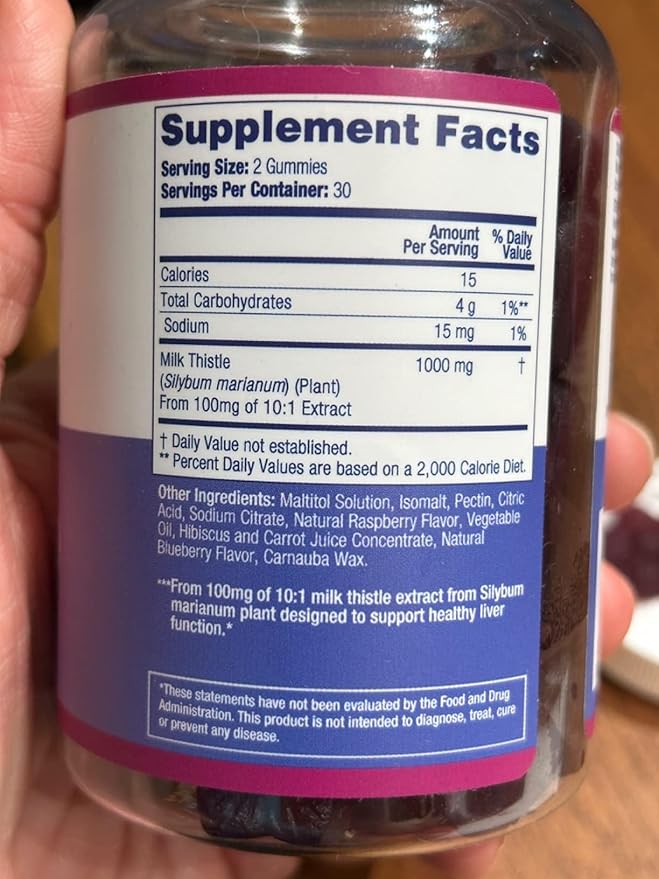 Supplement Facts
Serving Size: 2 Gummies
Servings Per Container: 30
Amount Per Serving % Daily Value
Calories 15
Total Carbohydrates 4 g 1%**
Sodium 15 mg 1%
Milk Thistle 1000 mg †
(Silybum marianum) (Plant)
From 100mg of 10:1 Extract
† Daily Value not established.
** Percent Daily Values are based on a 2,000 Calorie Diet.
Other Ingredients: Maltitol Solution, Isomalt, Pectin, Citric
Acid, Sodium Citrate, Natural Raspberry Flavor, Vegetable
Oil, Hibiscus and Carrot Juice Concentrate, Natural
Blueberry Flavor, Carnauba Wax.
***From 100mg of 10:1 milk thistle extract from Silybum
marianum plant designed to support healthy liver
function.*
*These statements have not been evaluated by the Food and Drug
Administration. This product is not intended to diagnose, treat, cure
or prevent any disease.